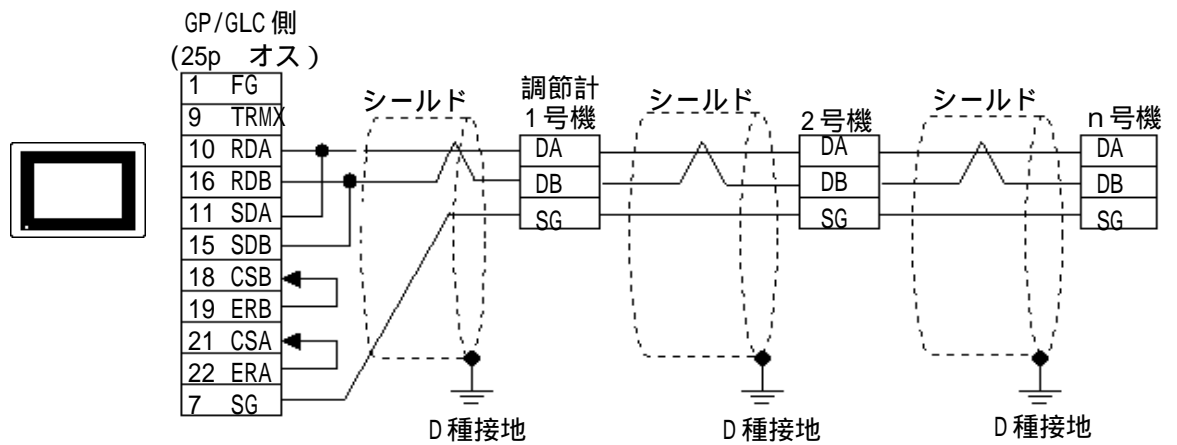 GP/GLC側
(25p オス)
1 FG
9 TRMX
10 RDA
16 RDB
11 SDA
15 SDB
18 CSB
19 ERB
21 CSA
22 ERA
7 SG
シールド
調節計
1号機
DA
DB
SG
シールド
2号機
DA
DB
SG
シールド
n号機
DA
DB
SG
D種接地
D種接地
D種接地